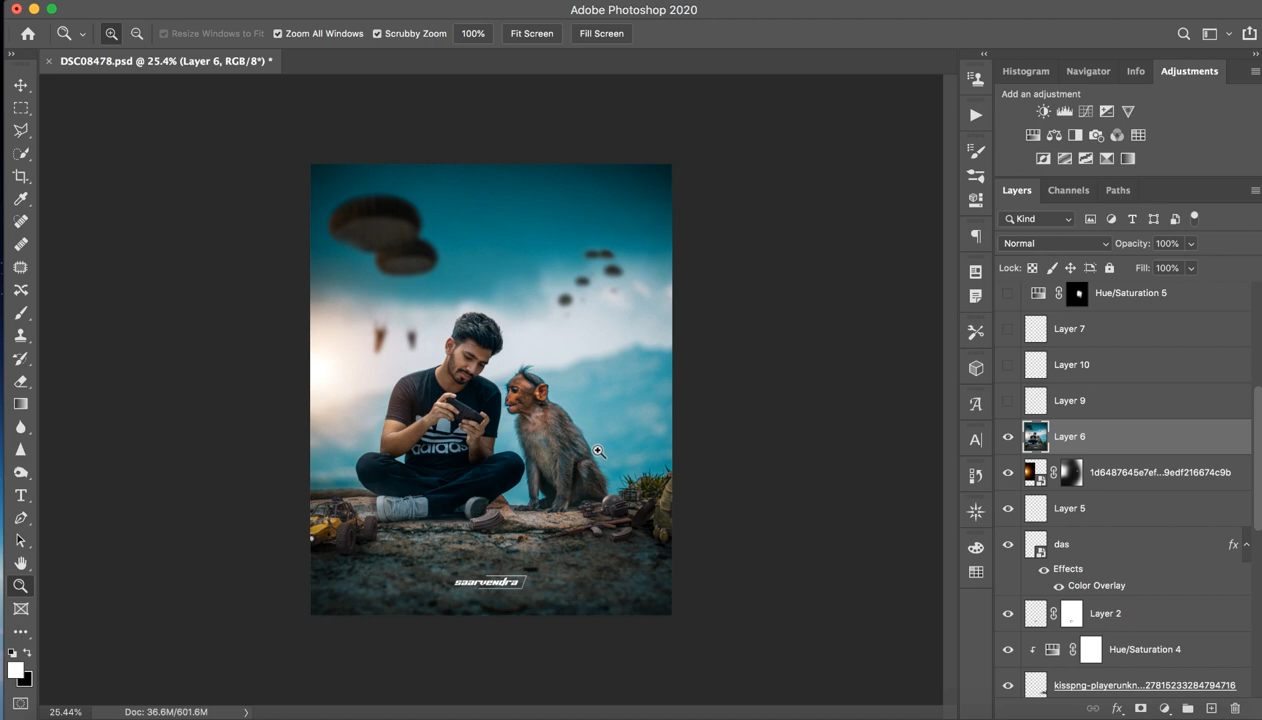 Adobe Photoshop 2020
Resize Windows to Fit
Zoom All Windows
Scrubby Zoom
100%
Fit Screen
Fill Screen
DSC08478.psd @ 25.4% (Layer 6, RGB/8*) *
Histogram
Navigator
Info
Adjustments
Add an adjustment
Layers
Channels
Paths
Kind
Normal
Opacity: 100%
Lock:
Fill: 100%
Hue/Saturation 5
Layer 7
Layer 10
Layer 9
Layer 6
1d6487645e7ef...9edf216674c9b
Layer 5
das
fx
Effects
Color Overlay
Layer 2
Hue/Saturation 4
kisspng-playerunkn...27815233284794716
adidas
saarvendra
25.44%
Doc: 36.6M/601.6M